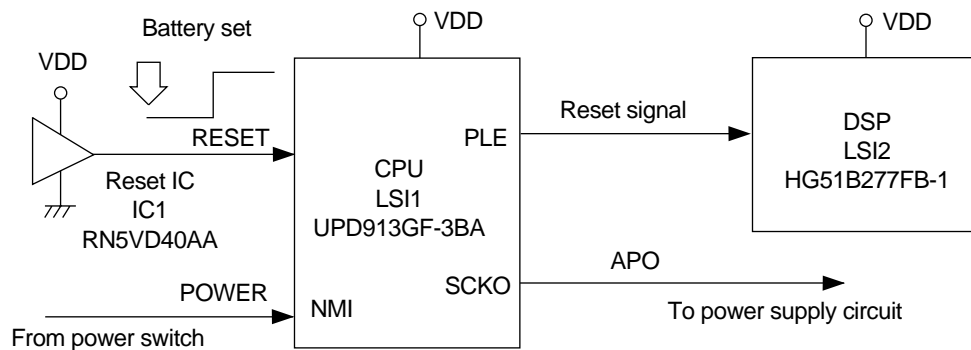 Battery set
VDD
VDD
VDD
RESET
Reset IC
IC1
RN5VD40AA
CPU
LSI1
UPD913GF-3BA
PLE
Reset signal
DSP
LSI2
HG51B277FB-1
POWER
NMI
From power switch
SCKO
APO
To power supply circuit